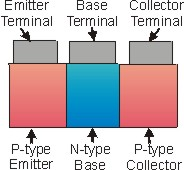 Emitter Base Collector
Terminal Terminal Terminal
P-type N-type P-type
Emitter Base Collector